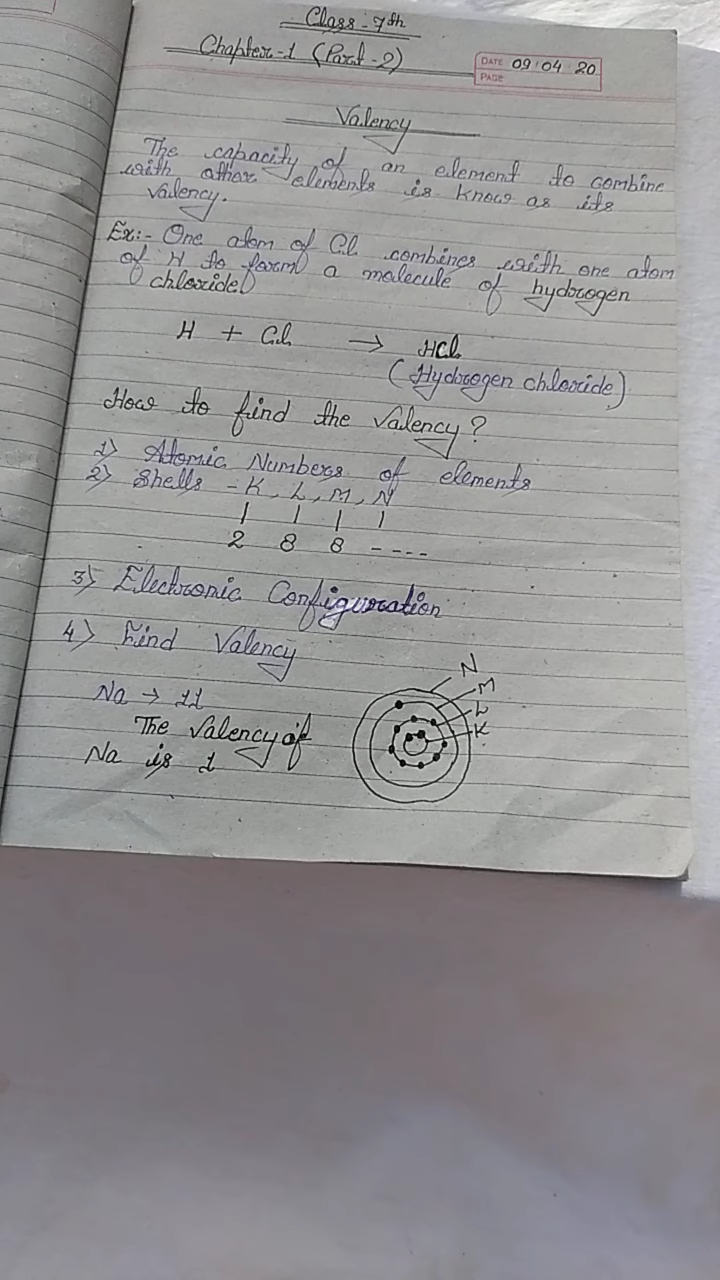 Class - 7th
Chapter-1 (Part-2)
DATE 09:04:20
PAGE
Valency
The capacity of an element to combine
with other elements is know as its
Valency.
Ex:- One atom of Cl combines with one atom
of H to form a molecule of hydrogen
chloride
H + Cl → HCl
(Hydrogen chloride)
How to find the Valency?
1) Atomic Numbers of elements
2) Shells - K, L, M, N
2 8 8 ----
3) Electronic Configuration
4) Find Valency
N
M
L
K
Na → 11
The Valency of
Na is 1